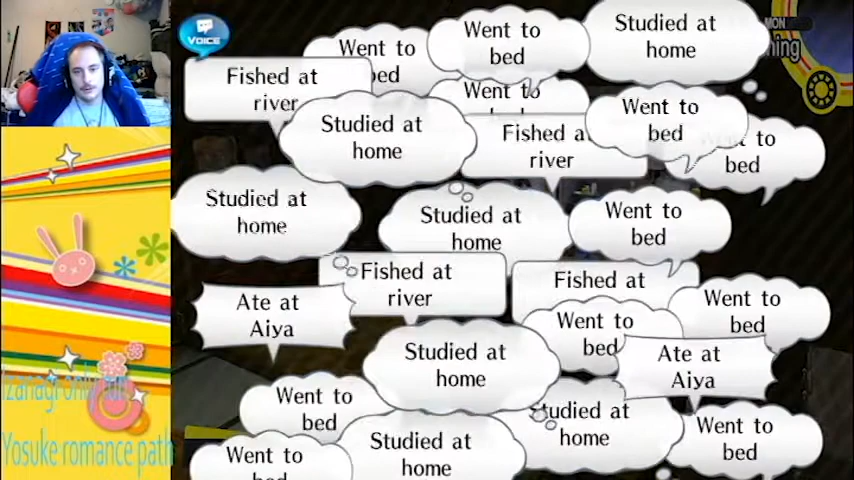 VOICE
Went to
bed
Went to
bed
Studied at
home
MON
Fished at
river
Went to
Studied at
home
Fished a
river
Went to
bed
to
bed
Studied at
home
Studied at
home
Went to
bed
Fished at
river
Fished at
Ate at
Aiya
Went to
bed
Went to
bed
Studied at
home
Ate at
Aiya
Went to
bed
Studied at
home
Went to
bed
Went to
Studied at
home
Izanagi only run
Yosuke romance path